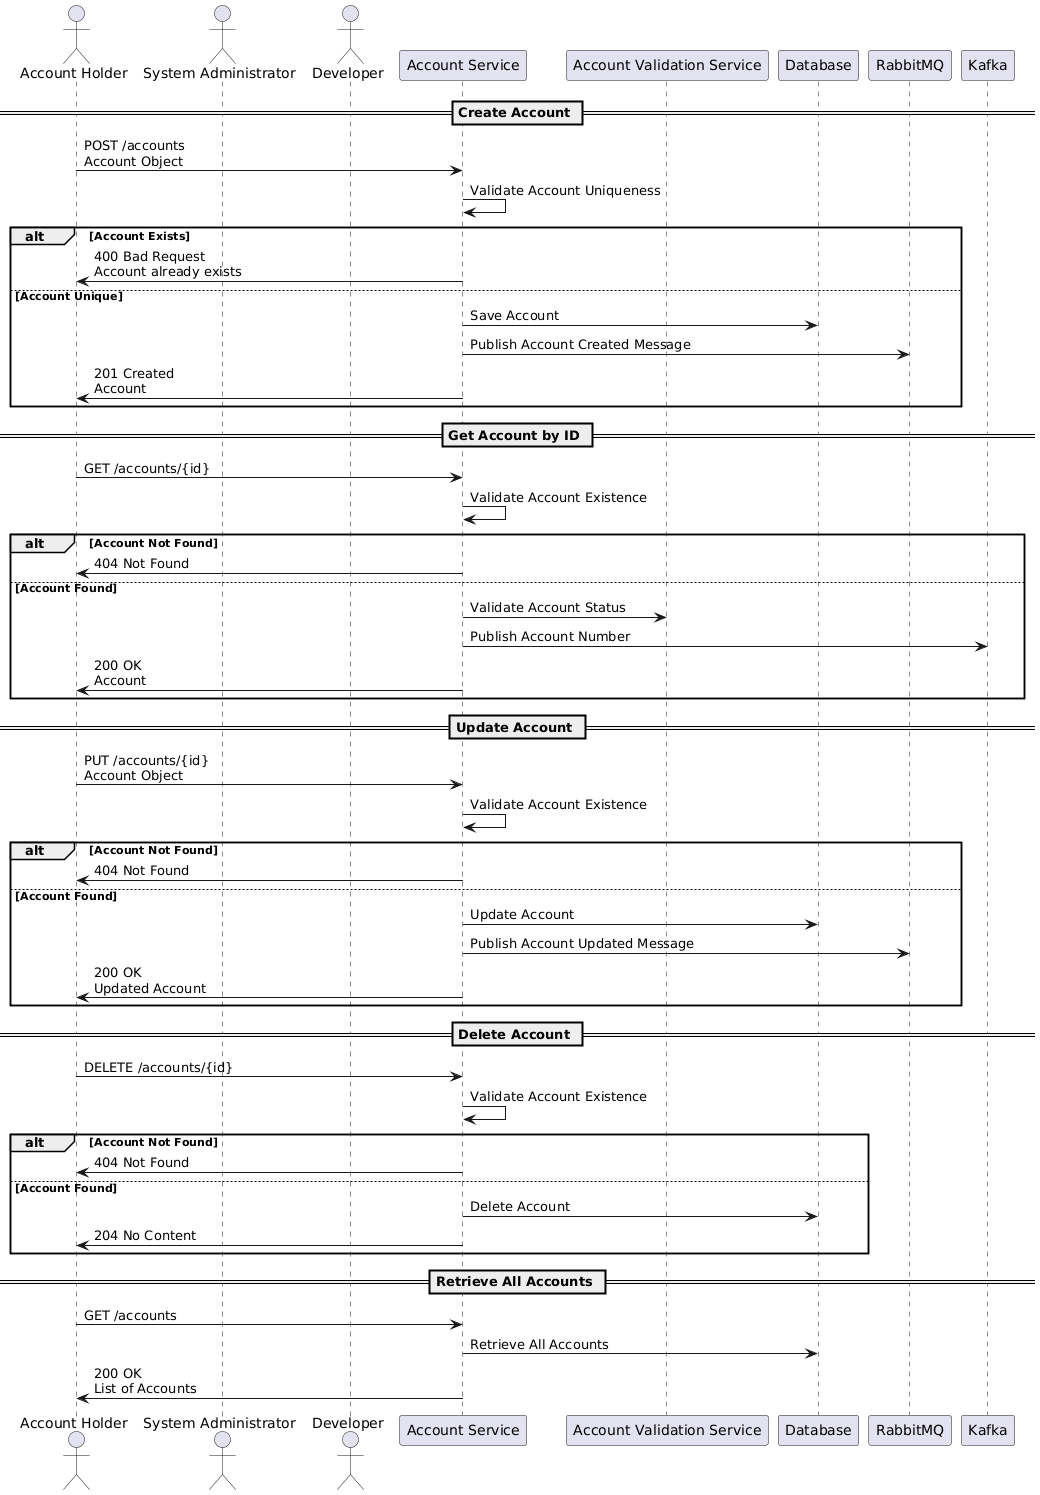 Account Holder System Administrator Developer Account Service Account Validation Service Database RabbitMQ Kafka
Create Account
POST /accounts
Account Object
Validate Account Uniqueness
alt [Account Exists]
400 Bad Request
Account already exists
[Account Unique]
Save Account
Publish Account Created Message
201 Created
Account
Get Account by ID
GET /accounts/{id}
Validate Account Existence
alt [Account Not Found]
404 Not Found
[Account Found]
Validate Account Status
Publish Account Number
200 OK
Account
Update Account
PUT /accounts/{id}
Account Object
Validate Account Existence
alt [Account Not Found]
404 Not Found
[Account Found]
Update Account
Publish Account Updated Message
200 OK
Updated Account
Delete Account
DELETE /accounts/{id}
Validate Account Existence
alt [Account Not Found]
404 Not Found
[Account Found]
Delete Account
204 No Content
Retrieve All Accounts
GET /accounts
Retrieve All Accounts
200 OK
List of Accounts
Account Holder System Administrator Developer Account Service Account Validation Service Database RabbitMQ Kafka